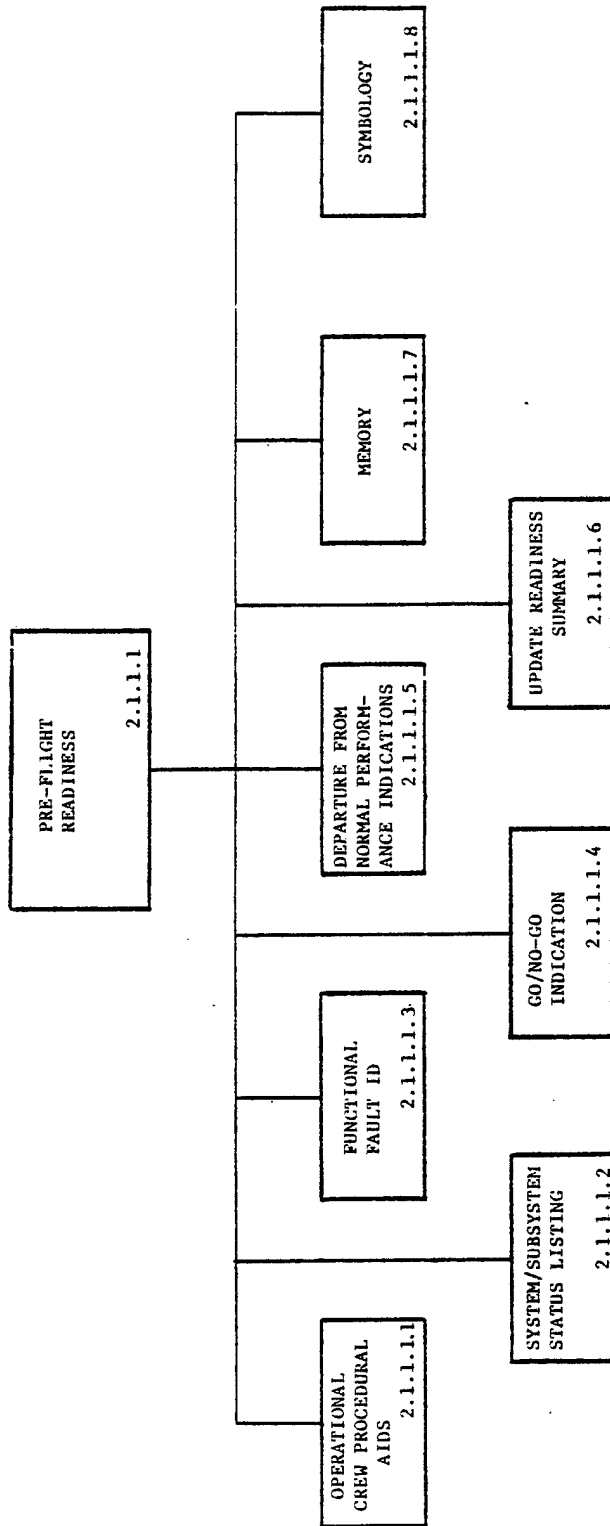 PRE-FLIGHT
READINESS
2.1.1.1
OPERATIONAL
CREW PROCEDURAL
AIDS
2.1.1.1.1
SYSTEM/SUBSYSTEM
STATUS LISTING
2.1.1.1.2
FUNCTIONAL
FAULT ID
2.1.1.1.3
GO/NO-GO
INDICATION
2.1.1.1.4
DEPARTURE FROM
NORMAL PERFORM-
ANCE INDICATIONS
2.1.1.1.5
UPDATE READINESS
SUMMARY
2.1.1.1.6
MEMORY
2.1.1.1.7
SYMBOLOGY
2.1.1.1.8